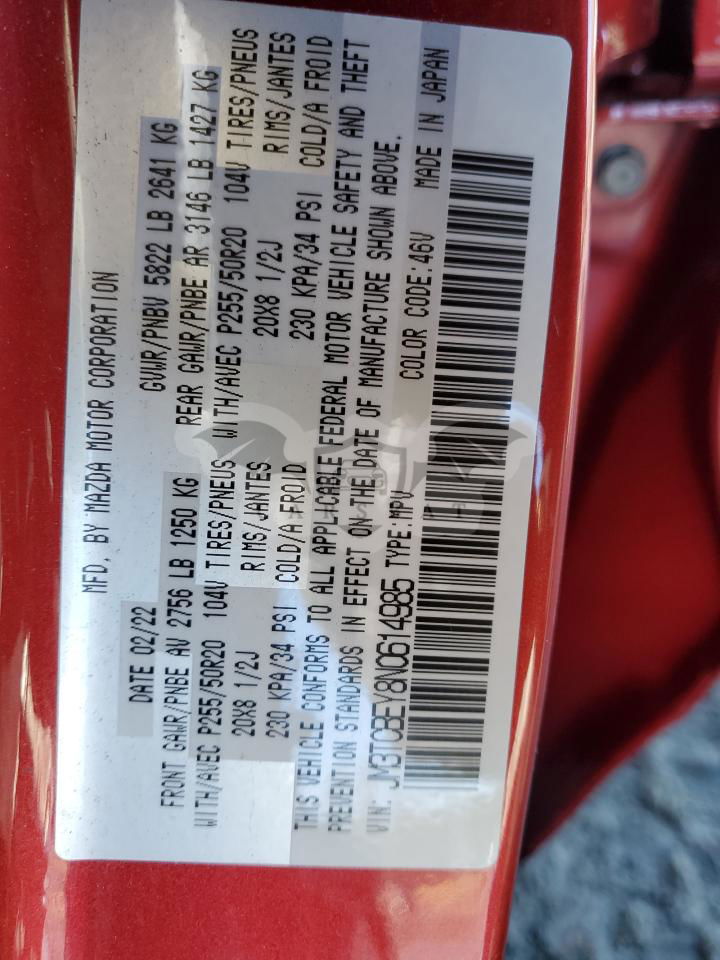 MFD. BY MAZDA MOTOR CORPORATION
DATE 02/22 GVWR/PNBV 5822 LB 2641 KG
FRONT GAWR/PNBE AV 2756 LB 1250 KG REAR GAWR/PNBE AR 3146 LB 1427 KG
WITH/AVEC P255/50R20 104V TIRES/PNEUS WITH/AVEC P255/50R20 104V TIRES/PNEUS
20X8 1/2J RIMS/JANTES 20X8 1/2J RIMS/JANTES
230 KPA/34 PSI COLD/A FROID 230 KPA/34 PSI COLD/A FROID
THIS VEHICLE CONFORMS TO ALL APPLICABLE FEDERAL MOTOR VEHICLE SAFETY AND THEFT
PREVENTION STANDARDS IN EFFECT ON THE DATE OF MANUFACTURE SHOWN ABOVE.
VIN: JM3TCBEY8N0614985 TYPE:MPV COLOR CODE:46V MADE IN JAPAN